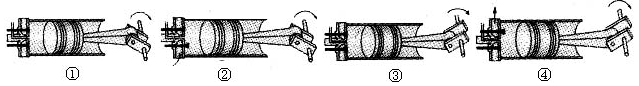 ① ② ③ ④